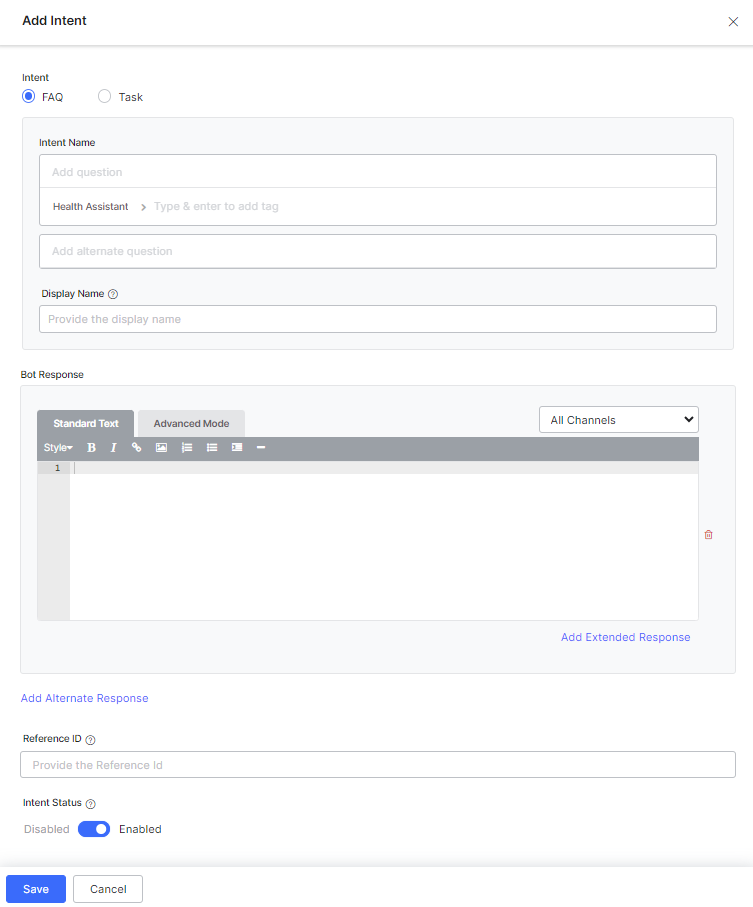 Add Intent
Intent
FAQ Task
Intent Name
Add question
Health Assistant Type & enter to add tag
Add alternate question
Display Name ?
Provide the display name
Bot Response
Standard Text Advanced Mode All Channels
Style B I
1
Add Extended Response
Add Alternate Response
Reference ID ?
Provide the Reference Id
Intent Status ?
Disabled Enabled
Save Cancel